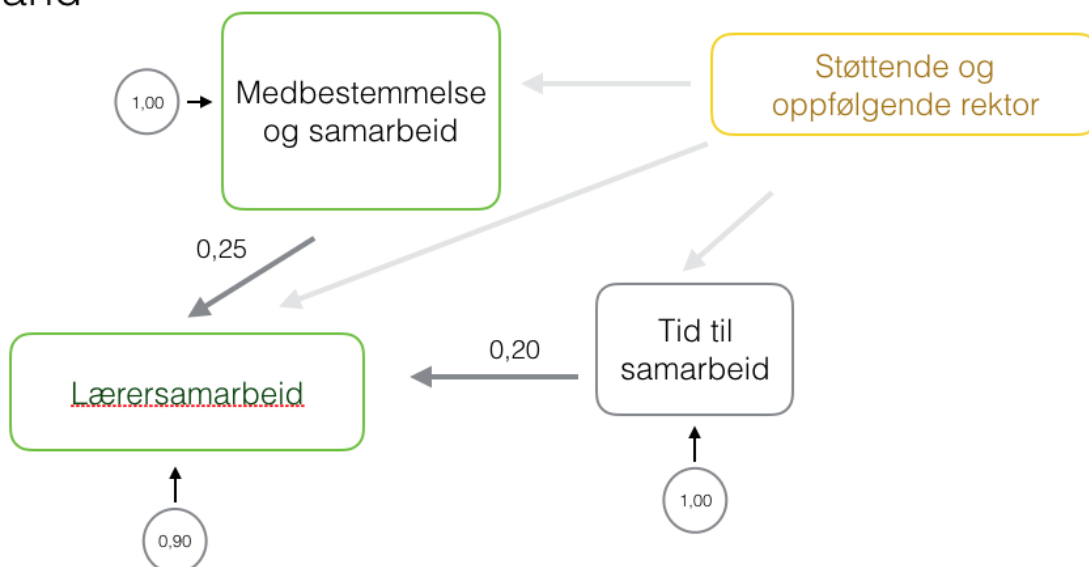 Medbestemmelse
og samarbeid
1,00
Støttende og
oppfølgende rektor
0,25
Tid til
samarbeid
0,20
Lærersamarbeid
1,00
0,90